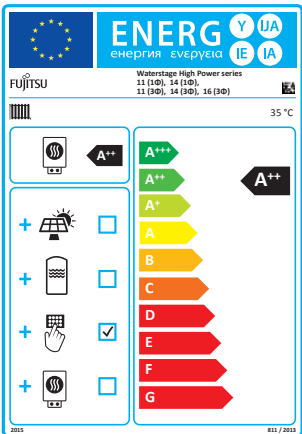 ENERG
енергия ενεργεια
Y IJA
IE IA
FUJITSU
Waterstage High Power series
11 (1Φ), 14 (1Φ),
11 (3Φ), 14 (3Φ), 16 (3Φ)
35 °C
A++
A+++
A++
A+
A
B
C
D
E
F
G
A++
+
+
+
+
2015
811 / 2013